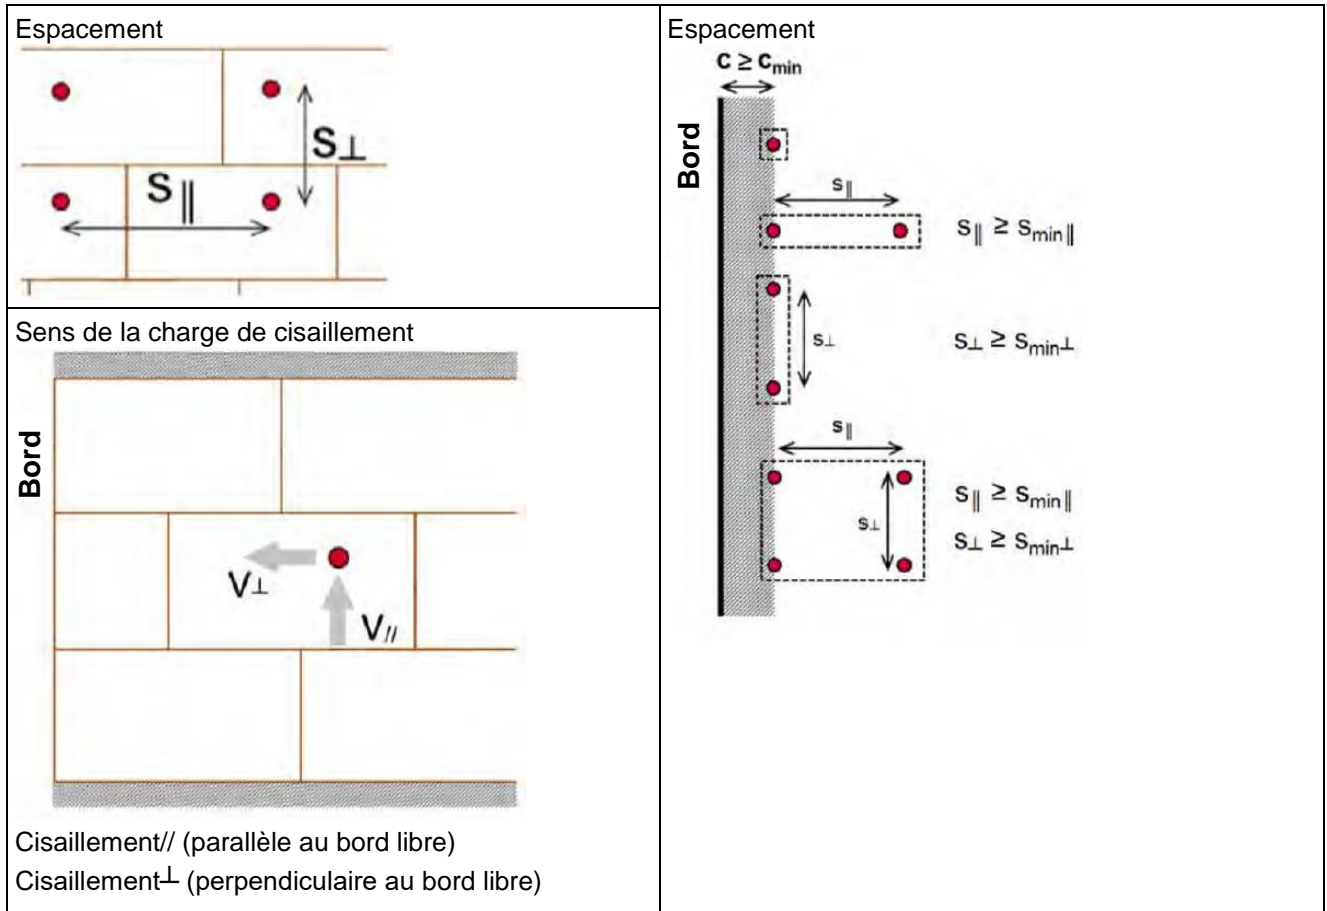 Espacement
S⊥
S||
Sens de la charge de cisaillement
Bord
V⊥
V//
Cisaillement// (parallèle au bord libre)
Cisaillement⊥ (perpendiculaire au bord libre)
Espacement
c ≥ cmin
Bord
s||
s|| ≥ smin||
s⊥
s⊥ ≥ smin⊥
s||
s⊥
s|| ≥ smin||
s⊥ ≥ smin⊥